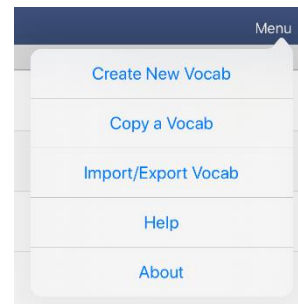 Menu
Create New Vocab
Copy a Vocab
Import/Export Vocab
Help
About